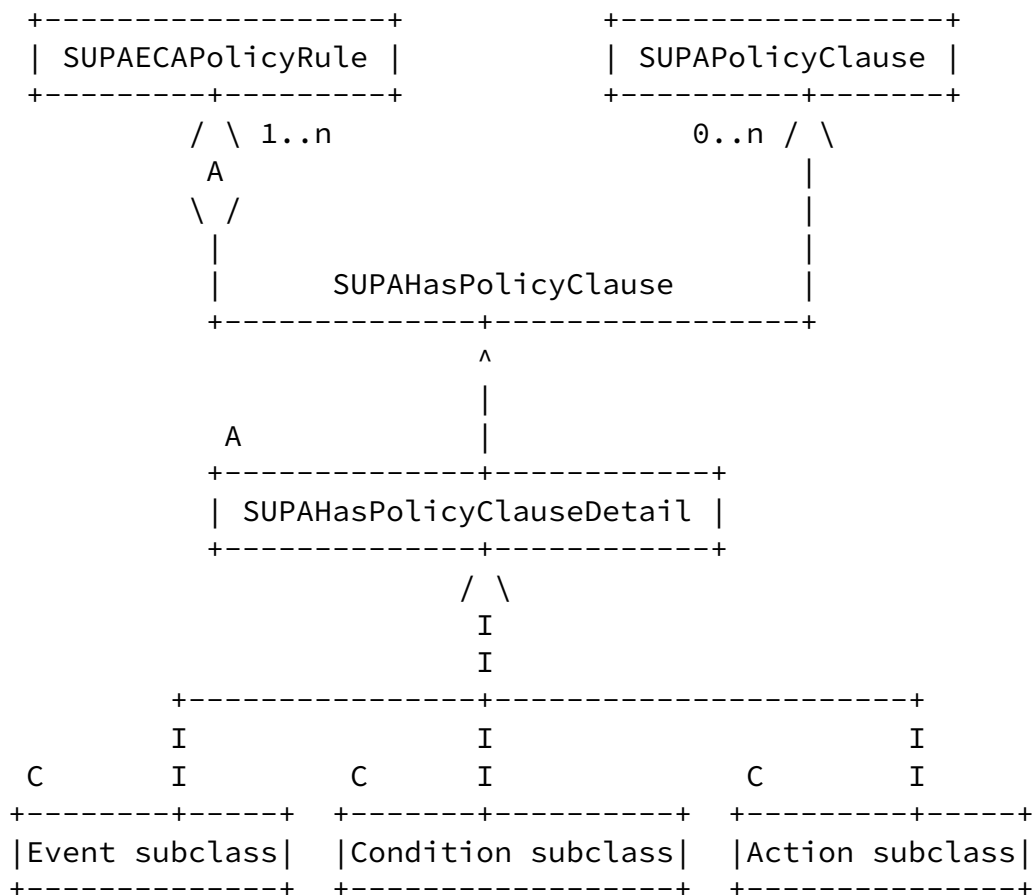 SUPAECAPolicyRule SUPAPolicyClause
1..n 0..n
A
SUPAHasPolicyClause
A
SUPAHasPolicyClauseDetail
I
I
I I I
C I C I C I
Event subclass Condition subclass Action subclass